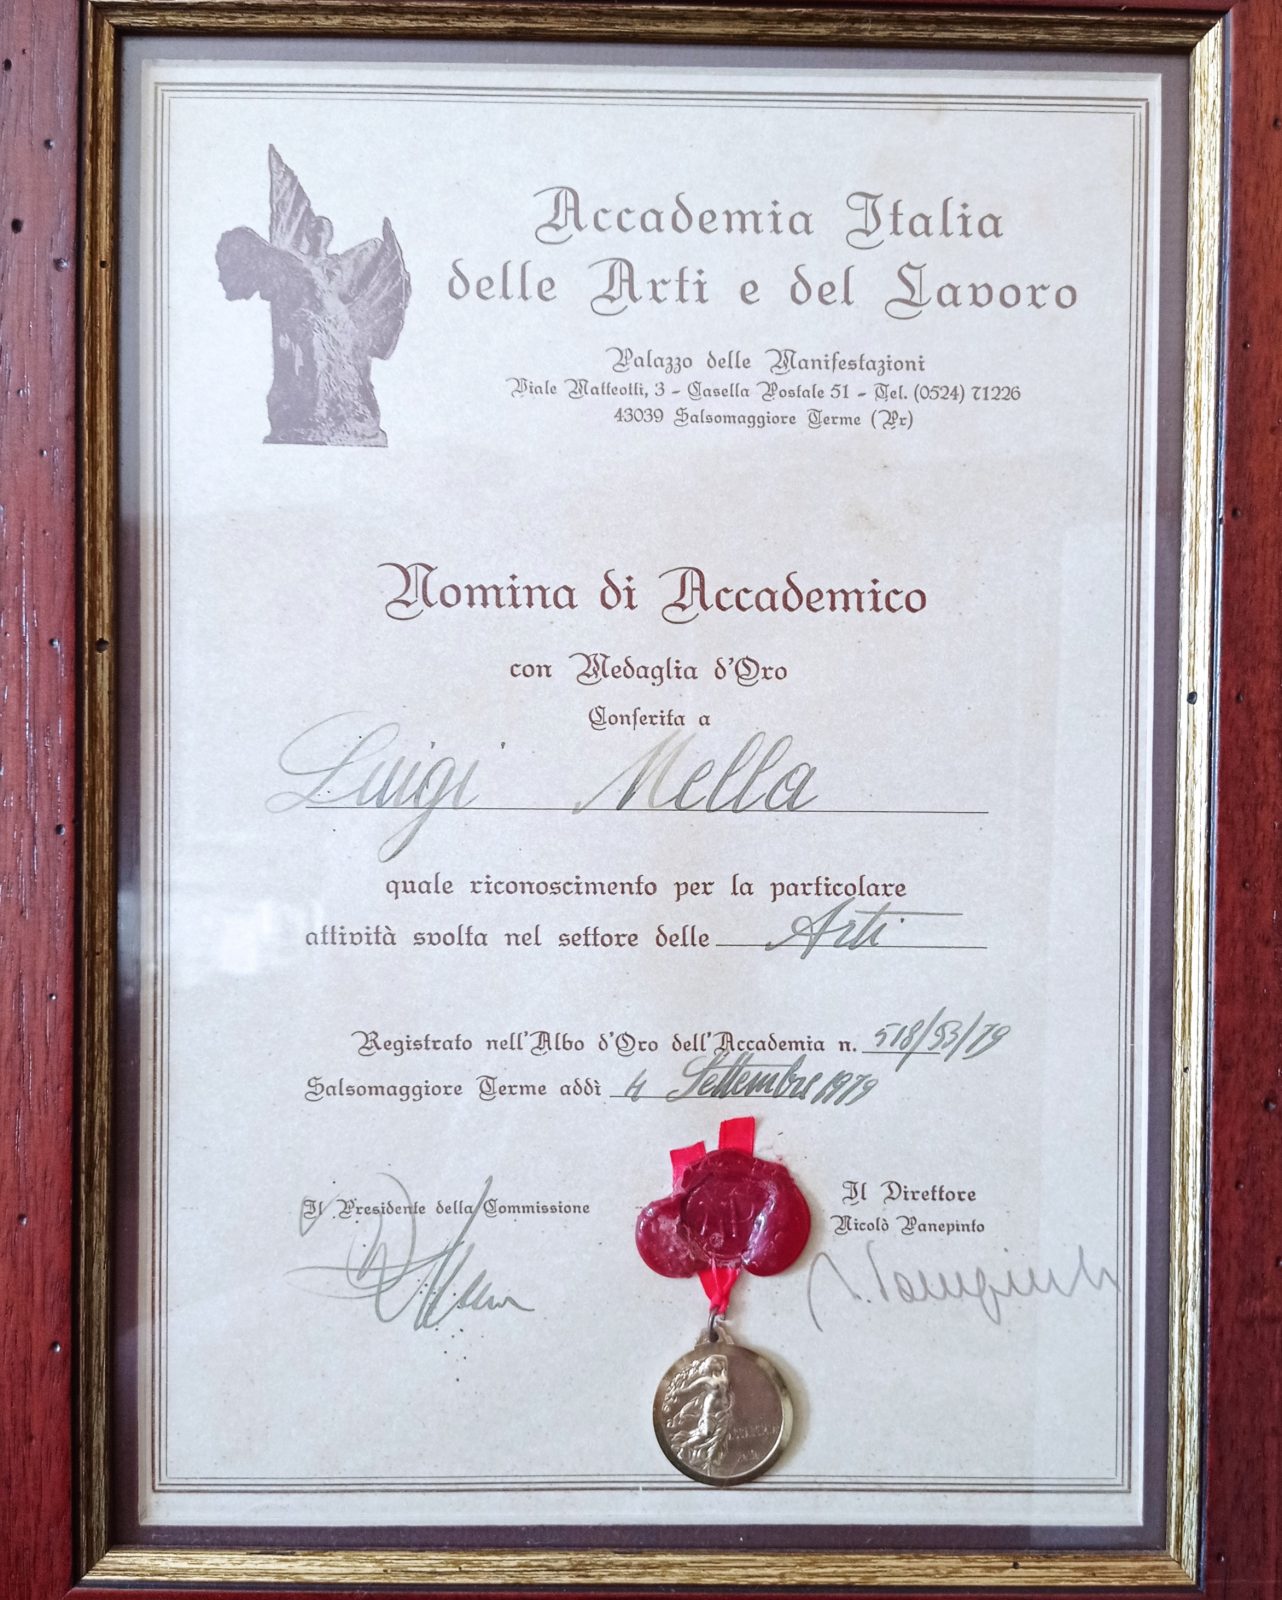 Accademia Italia
delle Arti e del Lavoro
Palazzo delle Manifestazioni
Viale Matteotti, 3 - Casella Postale 51 - Tel. (0524) 71226
43039 Salsomaggiore Terme (Pr)
Nomina di Accademico
con Medaglia d'Oro
Conferita a
Luigi Mella
quale riconoscimento per la particolare
attività svolta nel settore delle Arti
Registrato nell'Albo d'Oro dell'Accademia n. 518/53/79
Salsomaggiore Terme addì 4 Settembre 1979
Il Presidente della Commissione
Il Direttore
Nicolò Panepinto
N. Panepinto